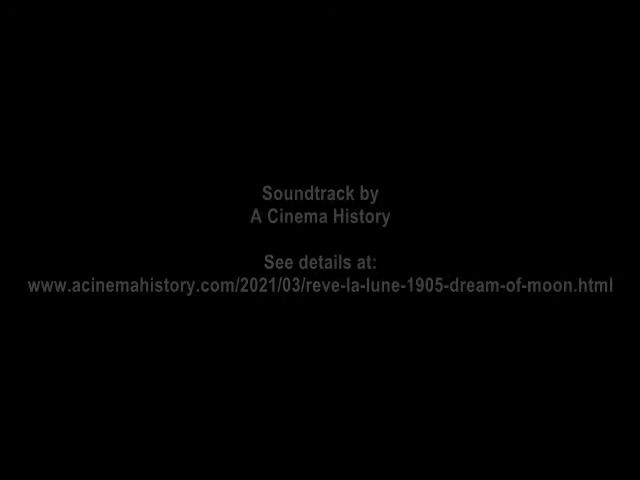 Soundtrack by
A Cinema History
See details at:
www.acinemahistory.com/2021/03/reve-la-lune-1905-dream-of-moon.html